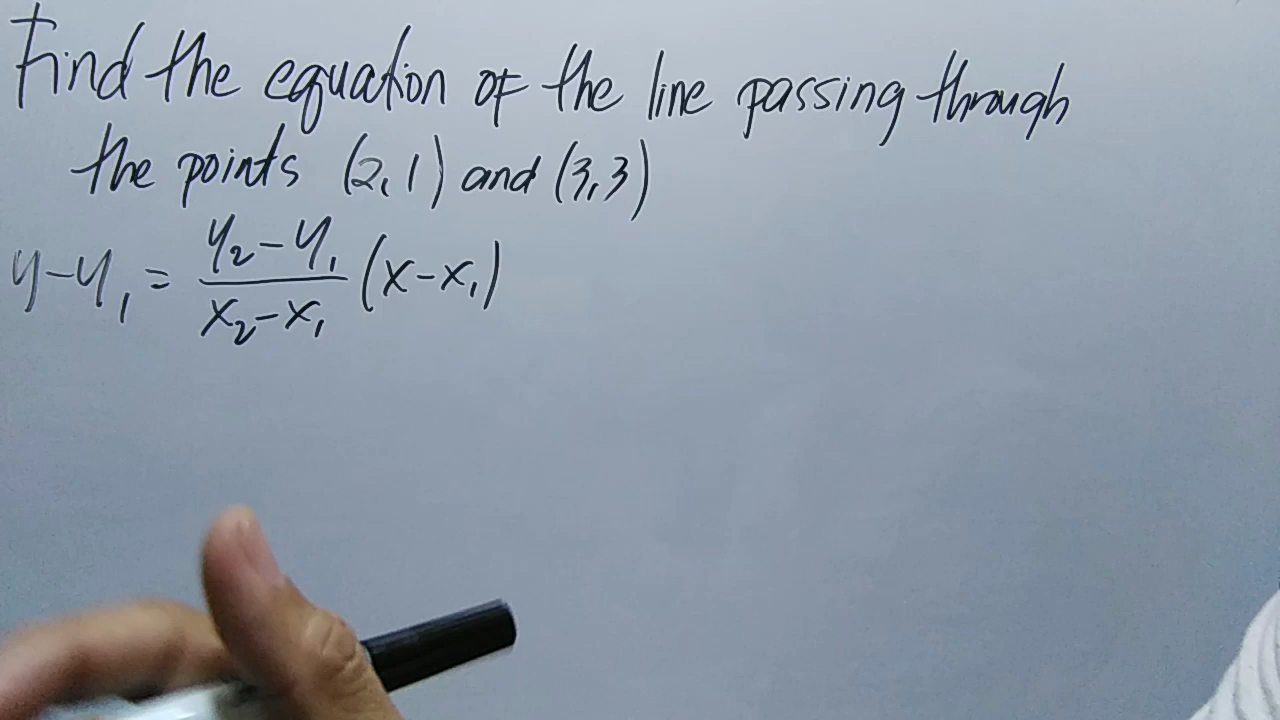 Find the equation of the line passing through
the points (2,1) and (3,3)
y-y₁ = \frac{y₂-y₁}{x₂-x₁} (x-x₁)